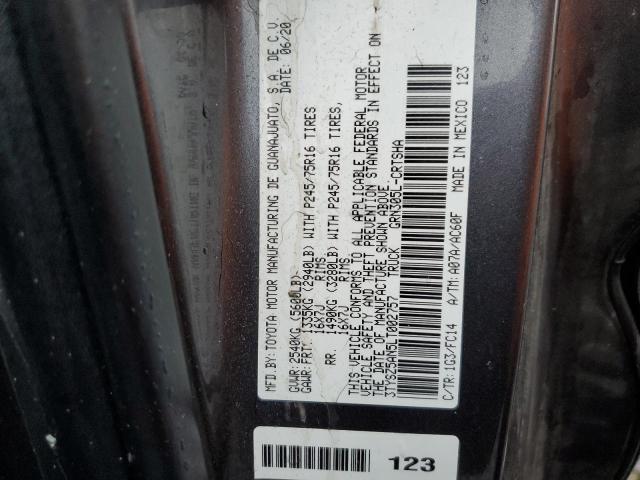 MFD.BY:TOYOTA MOTOR MANUFACTURING DE GUANAJUATO, S.A. DE C.V.
DATE: 06/20
GVWR: 2540KG (5600LB)
GAWR: FRT. 1335KG (2940LB) WITH P245/75R16 TIRES
16X7J RIMS
RR. 1490KG (3280LB) WITH P245/75R16 TIRES,
16X7J RIMS,
THIS VEHICLE CONFORMS TO ALL APPLICABLE FEDERAL MOTOR
VEHICLE SAFETY AND THEFT PREVENTION STANDARDS IN EFFECT ON
THE DATE OF MANUFACTURE SHOWN ABOVE
3TYSZ5AN5LT002757 TRUCK GRN305L-CRTSHA
C/TR:1G3/FC14 A/TM:A07A/AC60F MADE IN MEXICO 123
123